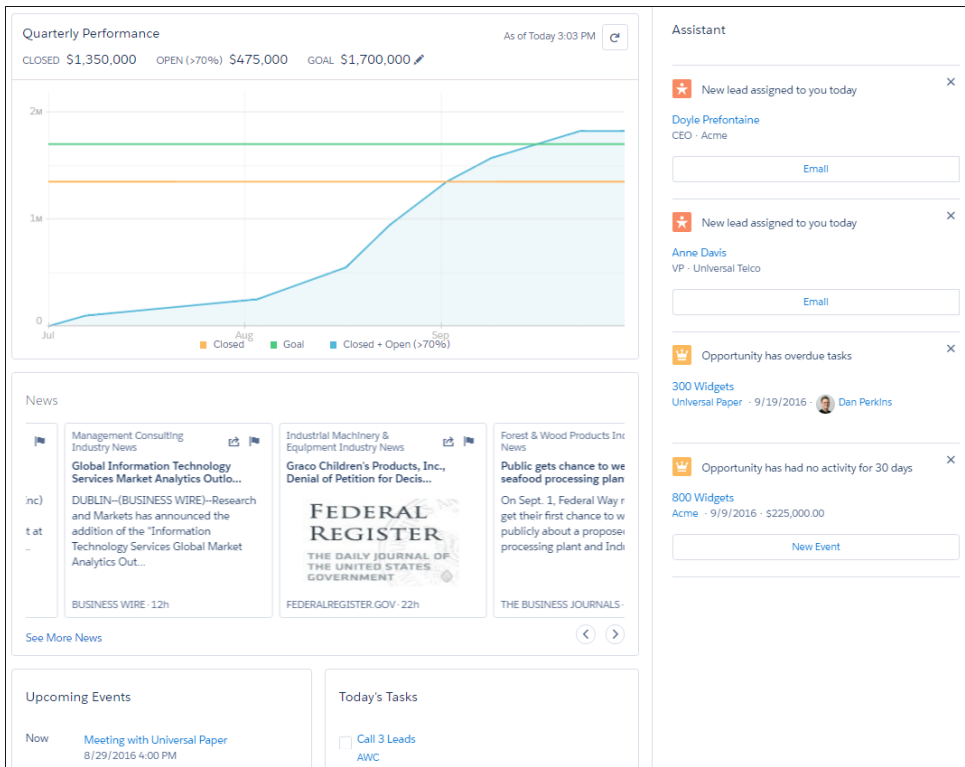 Quarterly Performance
As of Today 3:03 PM
CLOSED $1,350,000 OPEN (>70%) $475,000 GOAL $1,700,000
2M
1M
0
Jul Aug Sep
Closed Goal Closed + Open (>70%)
News
nc)
t at
...
Management Consulting
Industry News
Global Information Technology
Services Market Analytics Outlo...
DUBLIN--(BUSINESS WIRE)--Research
and Markets has announced the
addition of the "Information
Technology Services Global Market
Analytics Out...
BUSINESS WIRE · 12h
Industrial Machinery &
Equipment Industry News
Graco Children's Products, Inc.,
Denial of Petition for Decis...
FEDERAL
REGISTER
THE DAILY JOURNAL OF
THE UNITED STATES
GOVERNMENT
FEDERALREGISTER.GOV · 22h
Forest & Wood Products Inc
News
Public gets chance to we
seafood processing plan
On Sept. 1, Federal Way r
get their first chance to w
publicly about a propose
processing plant and Indu
THE BUSINESS JOURNALS ·
See More News
Upcoming Events
Now
Meeting with Universal Paper
8/29/2016 4:00 PM
Today's Tasks
Call 3 Leads
AWC
Assistant
New lead assigned to you today
Doyle Prefontaine
CEO · Acme
Email
New lead assigned to you today
Anne Davis
VP · Universal Telco
Email
Opportunity has overdue tasks
300 Widgets
Universal Paper · 9/19/2016 · Dan Perkins
Opportunity has had no activity for 30 days
800 Widgets
Acme · 9/9/2016 · $225,000.00
New Event